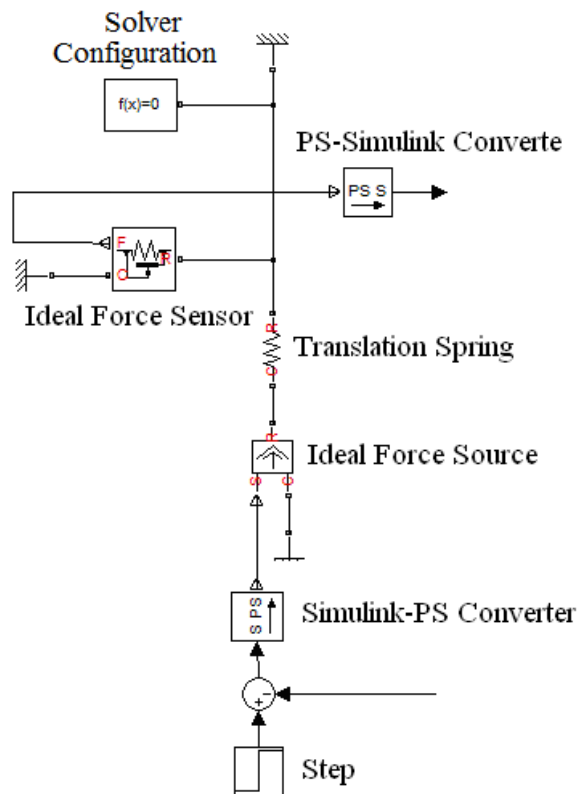 Solver
Configuration
f(x)=0
PS-Simulink Converte
PS S
F
R
C
Ideal Force Sensor
R
Translation Spring
C
R
Ideal Force Source
S
C
S PS
Simulink-PS Converter
-
+
Step